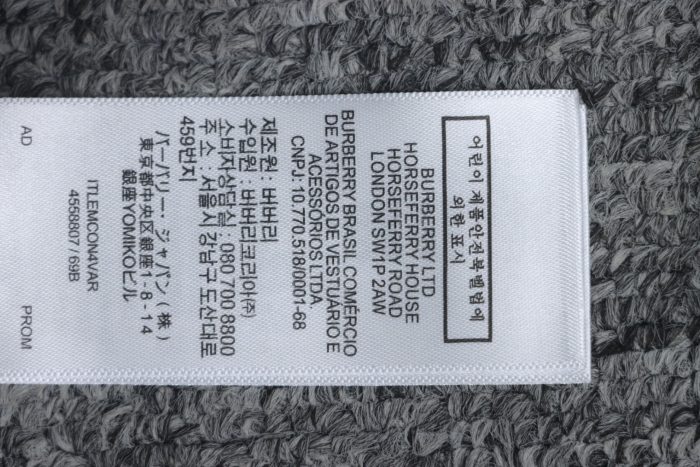 어린이 제품안전특별법에
의한 표시
BURBERRY LTD
HORSEFERRY HOUSE
HORSEFERRY ROAD
LONDON SW1P 2AW
BURBERRY BRASIL COMÉRCIO
DE ARTIGOS DE VESTUÁRIO E
ACESSÓRIOS LTDA.
CNPJ: 10.770.518/0001-68
제조원 : 버버리
수입원 : 버버리코리아(주)
소비자상담실 : 080 700 8800
주 소 : 서울시 강남구 도산대로
459번지
バーバリー・ジャパン(株)
東京都中央区銀座1-8-14
銀座YOMIKOビル
ITLEMCON4VAR
4558807 / 69B
AD PROM